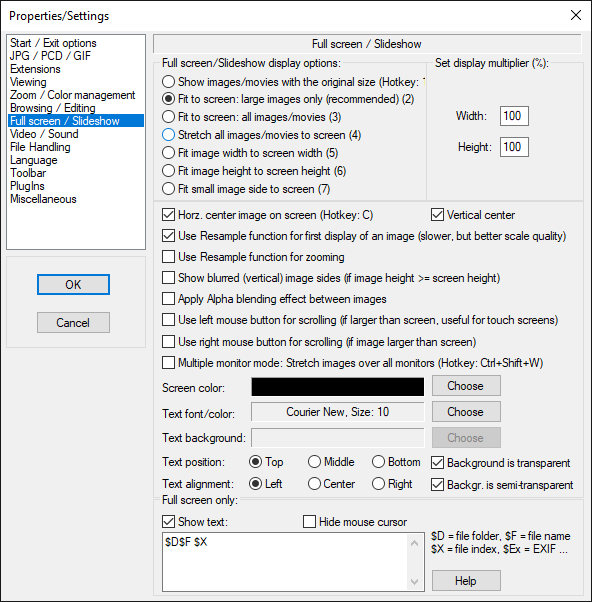 Properties/Settings
Start / Exit options
JPG / PCD / GIF
Extensions
Viewing
Zoom / Color management
Browsing / Editing
Full screen / Slideshow
Video / Sound
File Handling
Language
Toolbar
PlugIns
Miscellaneous
OK
Cancel
Full screen / Slideshow
Full screen/Slideshow display options:
Show images/movies with the original size (Hotkey:
Fit to screen: large images only (recommended) (2)
Fit to screen: all images/movies (3)
Stretch all images/movies to screen (4)
Fit image width to screen width (5)
Fit image height to screen height (6)
Fit small image side to screen (7)
Set display multiplier (%):
Width: 100
Height: 100
Horz. center image on screen (Hotkey: C) Vertical center
Use Resample function for first display of an image (slower, but better scale quality)
Use Resample function for zooming
Show blurred (vertical) image sides (if image height >= screen height)
Apply Alpha blending effect between images
Use left mouse button for scrolling (if larger than screen, useful for touch screens)
Use right mouse button for scrolling (if image larger than screen)
Multiple monitor mode: Stretch images over all monitors (Hotkey: Ctrl+Shift+W)
Screen color: Choose
Text font/color: Courier New, Size: 10 Choose
Text background: Choose
Text position: Top Middle Bottom Background is transparent
Text alignment: Left Center Right Backgr. is semi-transparent
Full screen only:
Show text: Hide mouse cursor
$D$F $X
$D = file folder, $F = file name
$X = file index, $Ex = EXIF ...
Help